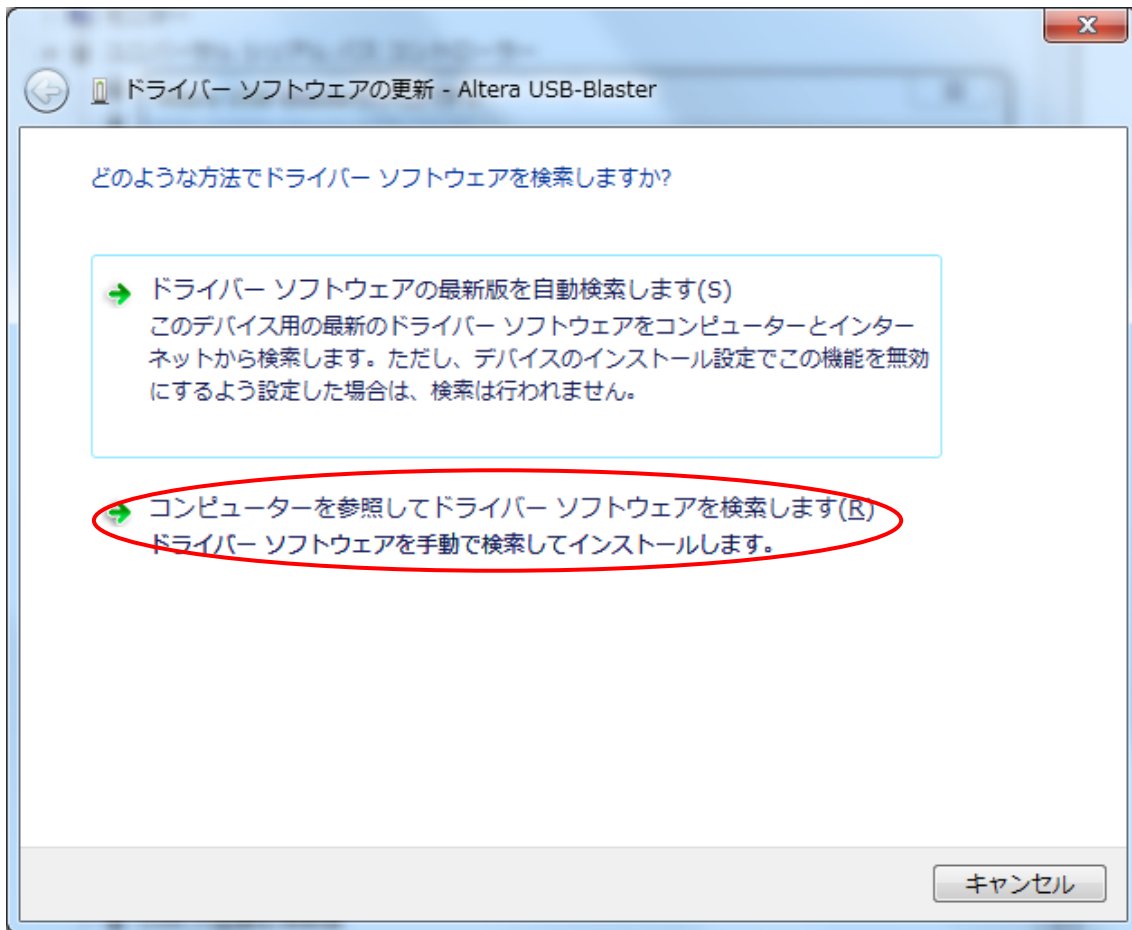 ドライバー ソフトウェアの更新 - Altera USB-Blaster
どのような方法でドライバー ソフトウェアを検索しますか?
ドライバー ソフトウェアの最新版を自動検索します(S)
このデバイス用の最新のドライバー ソフトウェアをコンピューターとインター
ネットから検索します。ただし、デバイスのインストール設定でこの機能を無効
にするよう設定した場合は、検索は行われません。
コンピューターを参照してドライバー ソフトウェアを検索します(R)
ドライバー ソフトウェアを手動で検索してインストールします。
キャンセル